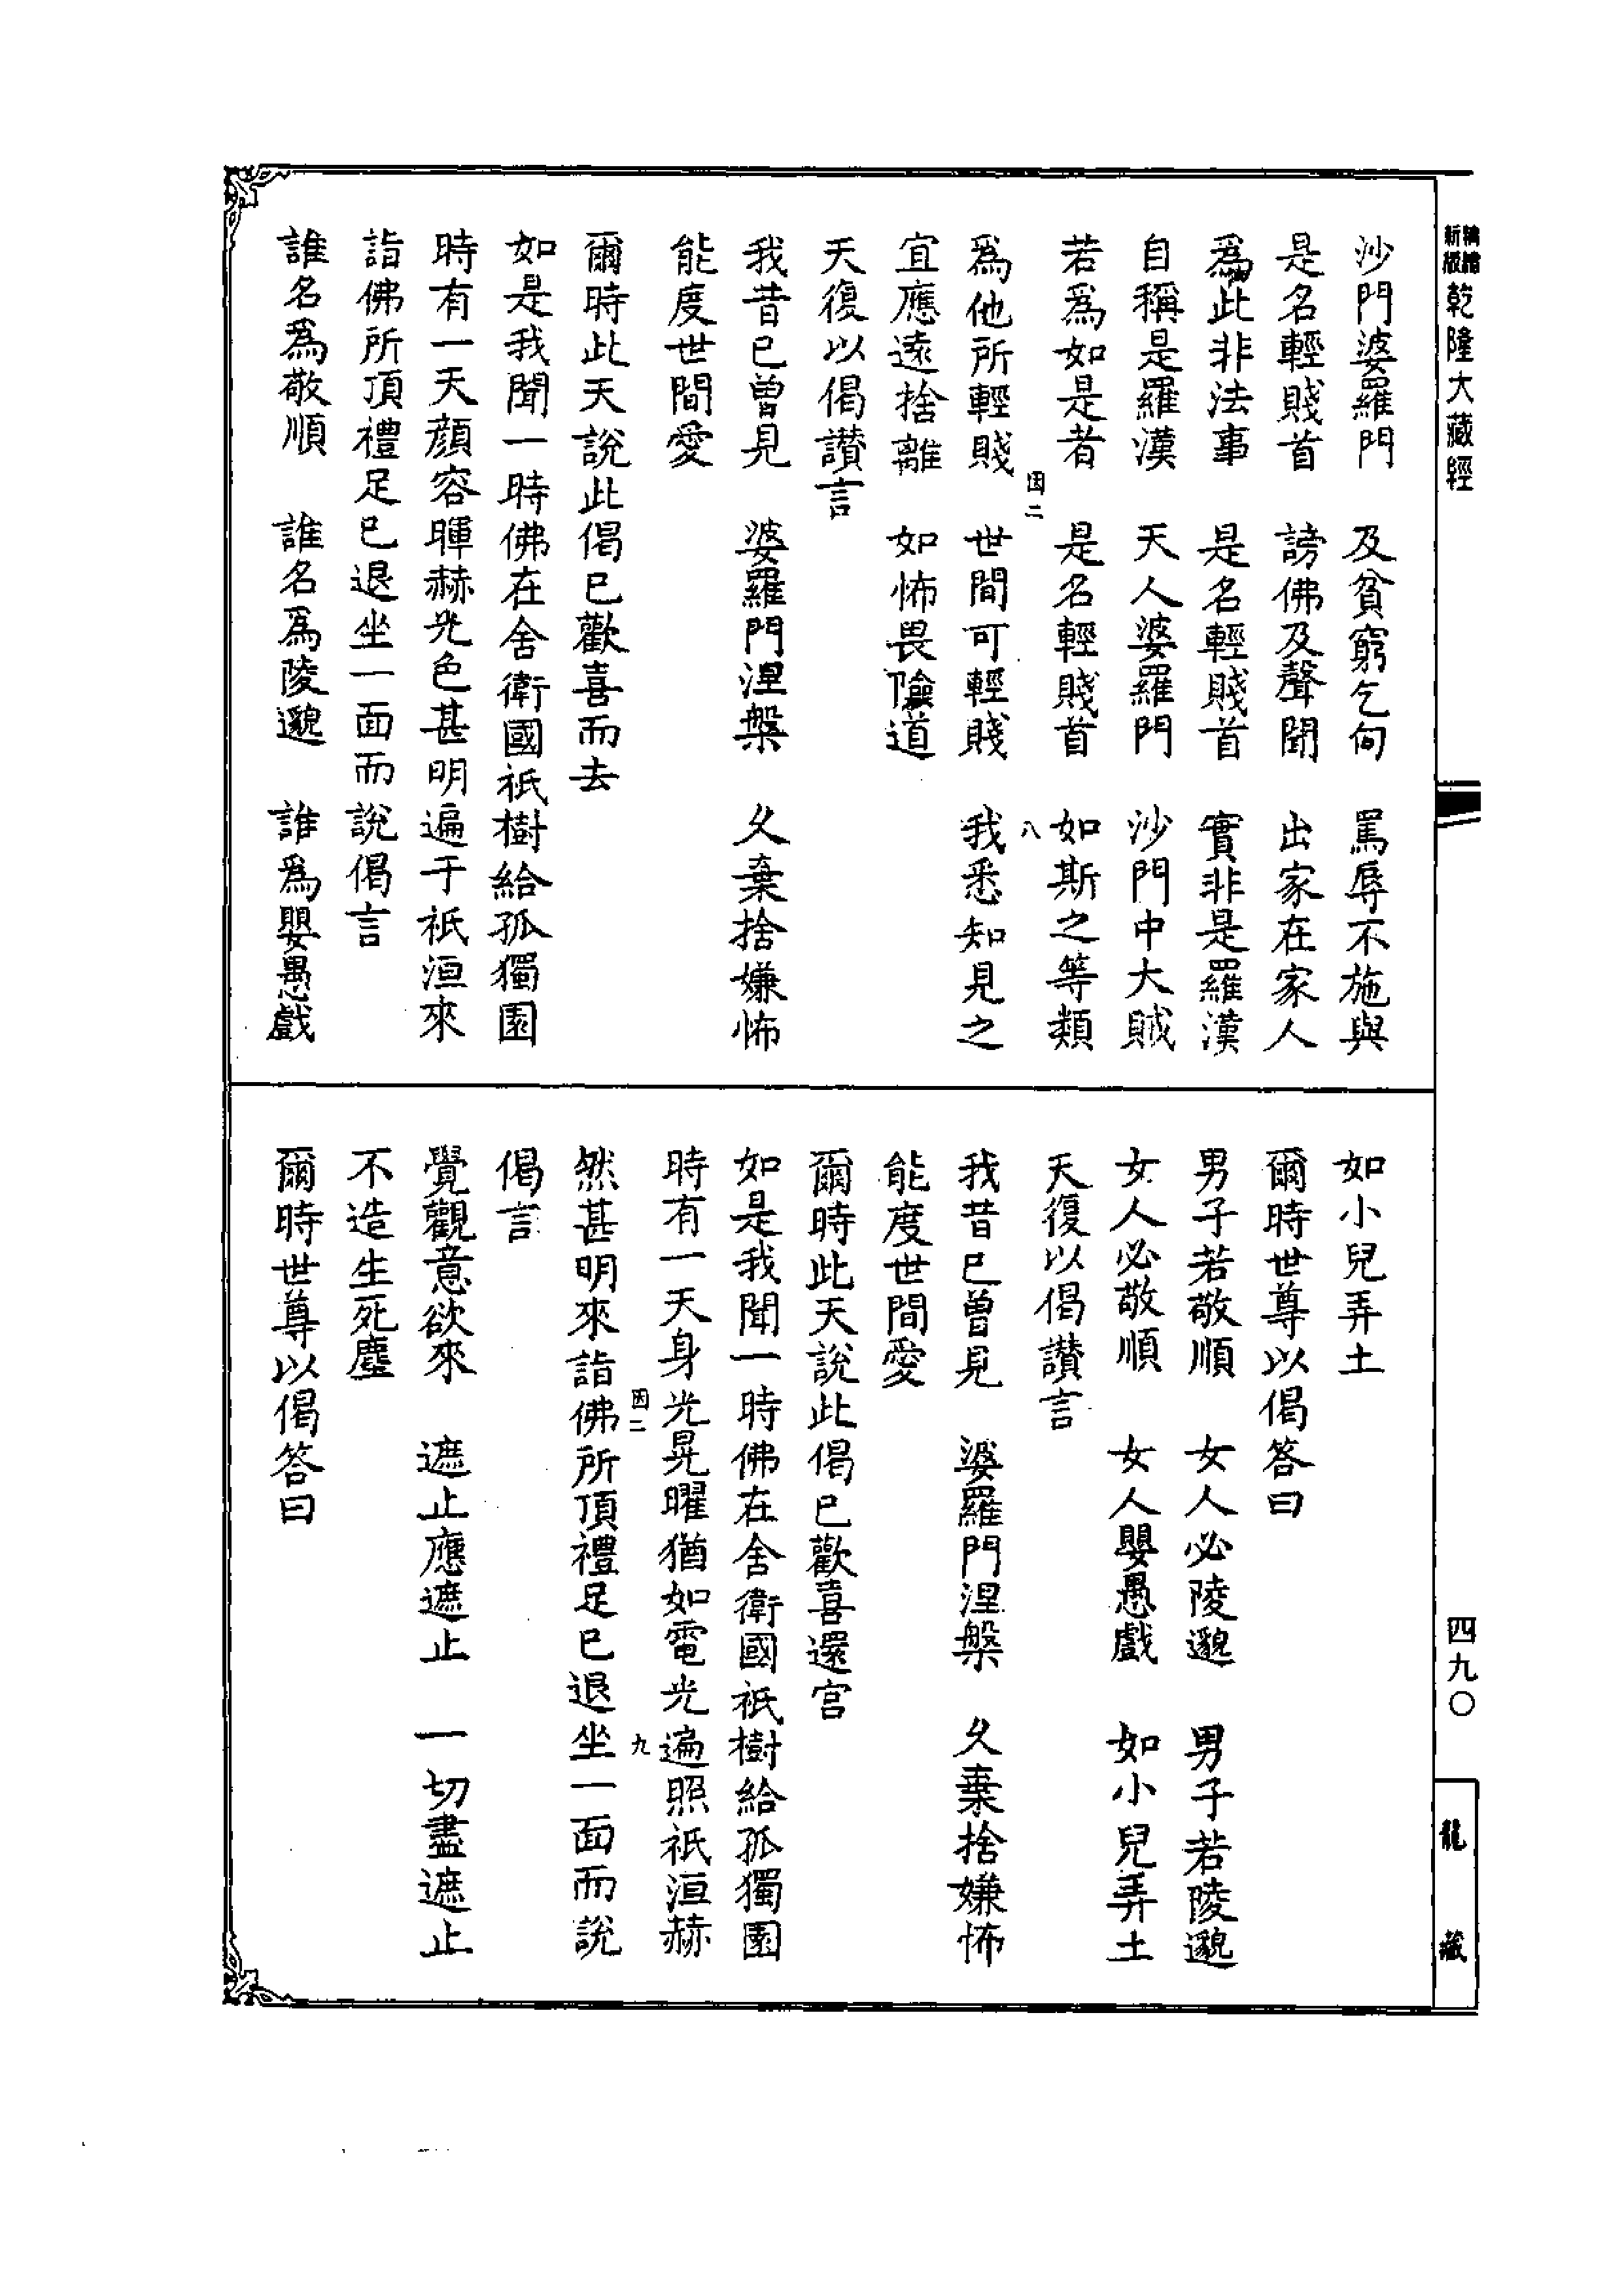 精繕
新版
乾隆大藏經
沙門婆羅門　及貧窮乞匃　罵辱不施與
是名輕賤首　謗佛及聲聞　出家在家人
爲此非法事　是名輕賤首　實非是羅漢
自稱是羅漢　天人婆羅門　沙門中大賊
若爲如是者　是名輕賤首　如斯之等類
因二　八
爲他所輕賤　世間可輕賤　我悉知見之
宜應遠捨離　如怖畏險道
天復以偈讚言
我昔已曾見　婆羅門涅槃　久棄捨嫌怖
能度世間愛
爾時此天說此偈已歡喜而去
如是我聞一時佛在舍衛國祇樹給孤獨園
時有一天顏容暉赫光色甚明遍于祇洹來
詣佛所頂禮足已退坐一面而說偈言
誰名爲敬順　誰名爲陵邈　誰爲嬰愚戲
如小兒弄土
爾時世尊以偈答曰
男子若敬順　女人必陵邈　男子若陵邈
女人必敬順　女人嬰愚戲　如小兒弄土
天復以偈讚言
我昔已曾見　婆羅門涅槃　久棄捨嫌怖
能度世間愛
爾時此天說此偈已歡喜還宮
如是我聞一時佛在舍衛國祇樹給孤獨園
時有一天身光晃曜猶如電光遍照祇洹赫
因二　九
然甚明來詣佛所頂禮足已退坐一面而說
偈言
覺觀意欲來　遮止應遮止　一切盡遮止
不造生死塵
爾時世尊以偈答曰
四九〇
龍藏